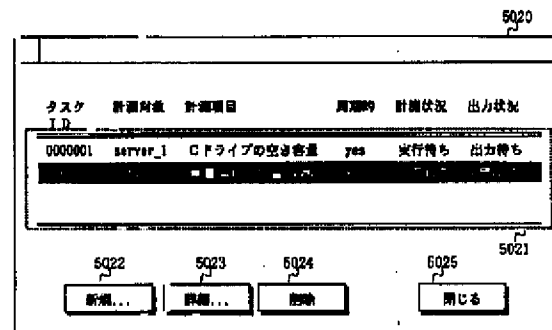 5020
タスク 計測対象 計測項目 周期的 計測状況 出力状況
ID
0000001 server_1 Cドライブの空き容量 yes 実行待ち 出力待ち
5021
5022 5023 5024 5025
新規... 詳細... 削除 閉じる